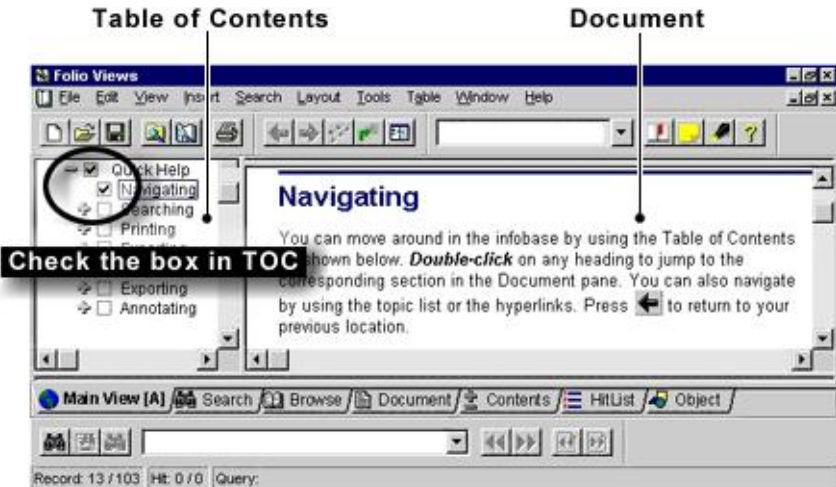 Table of Contents
Document
Folio Views
File Edit View Insert Search Layout Tools Table Window Help
Quick Help
Navigating
Searching
Printing
Check the box in TOC
Exporting
Annotating
Navigating
You can move around in the infobase by using the Table of Contents
shown below. Double-click on any heading to jump to the
corresponding section in the Document pane. You can also navigate
by using the topic list or the hyperlinks. Press to return to your
previous location.
Main View [A] Search Browse Document Contents HitList Object
Record: 13 / 103 Hit: 0 / 0 Query: